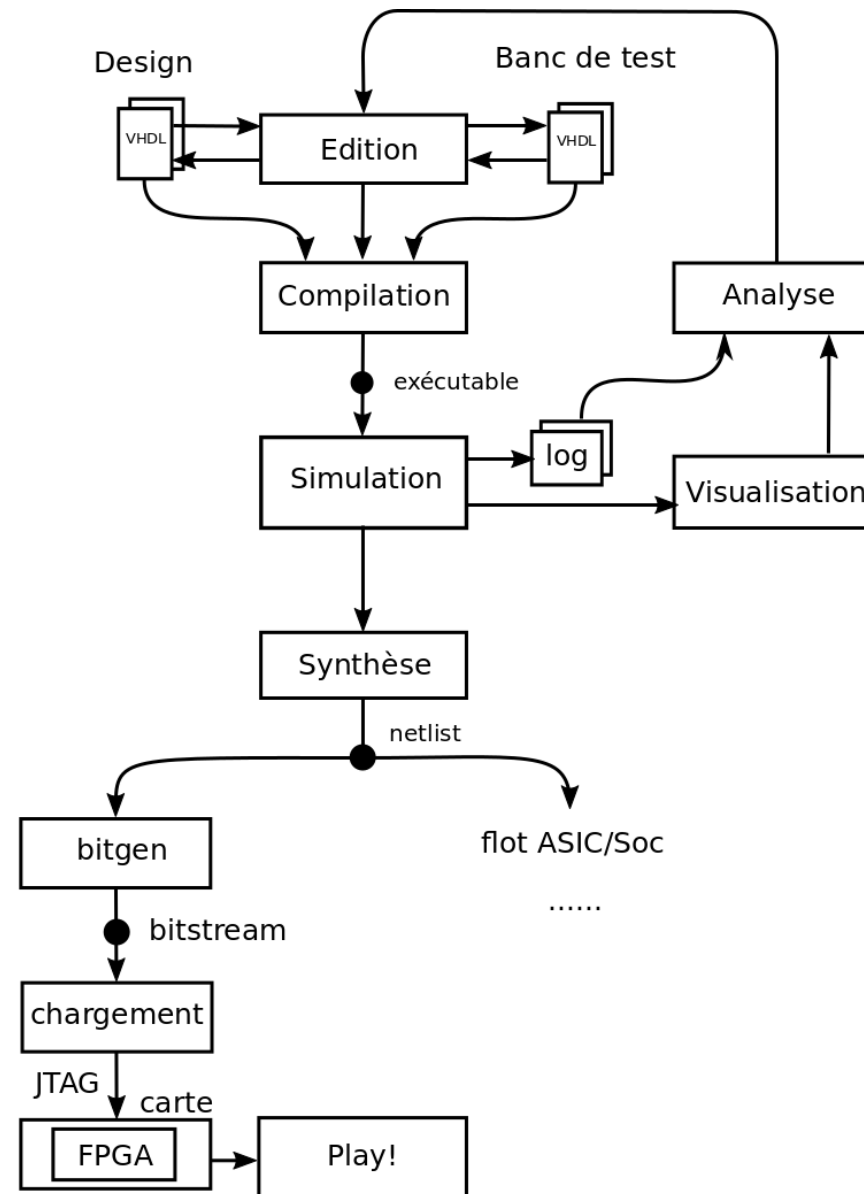 Design
Banc de test
VHDL
Edition
VHDL
Compilation
Analyse
exécutable
Simulation
log
Visualisation
Synthèse
netlist
bitgen
flot ASIC/Soc
......
bitstream
chargement
JTAG
carte
FPGA
Play!